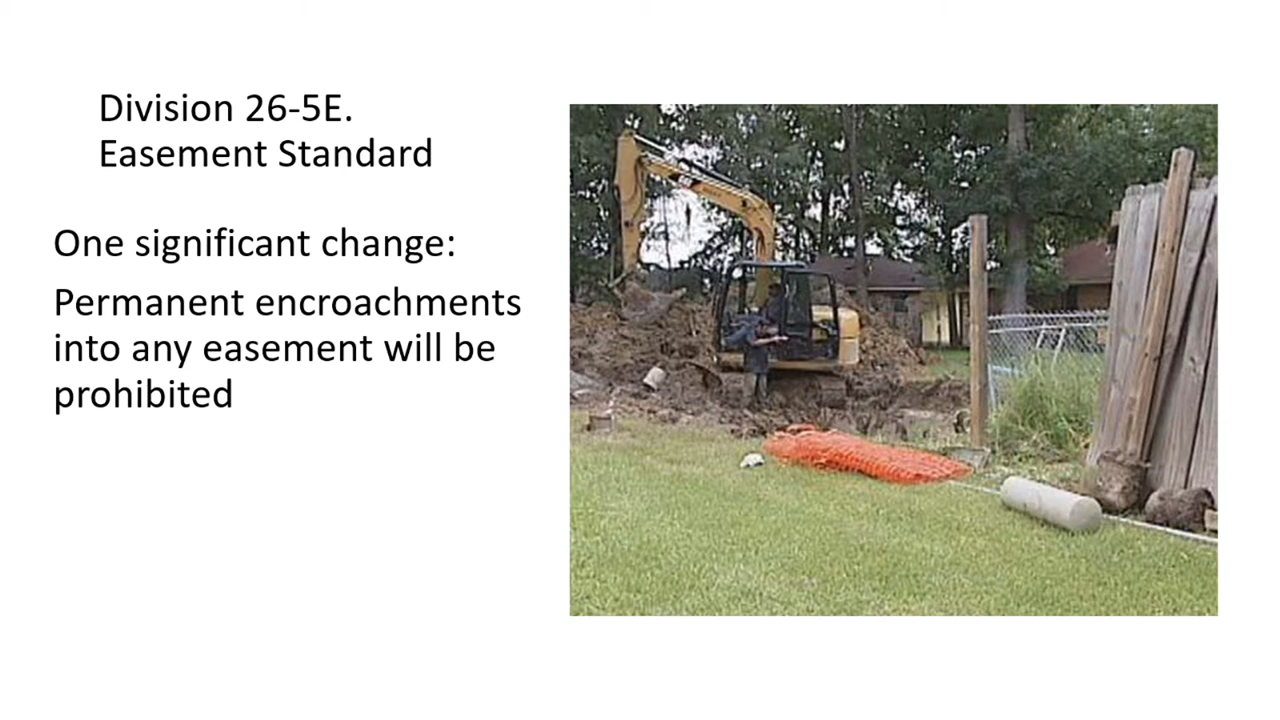 Division 26-5E.
Easement Standard
One significant change:
Permanent encroachments
into any easement will be
prohibited